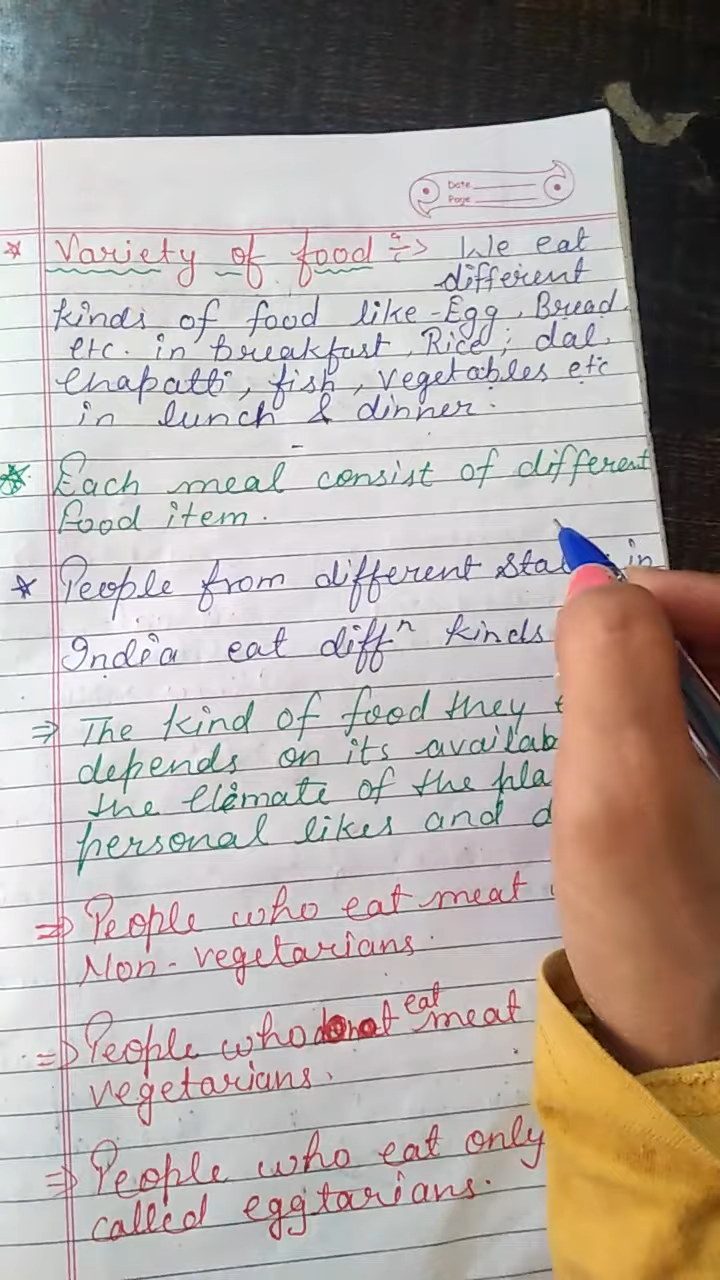 Date
Page
* Variety of food ÷> We eat
different
kinds of food like - Egg, Bread
etc. in breakfast, Rice, dal,
Chapatti, fish, vegetables etc
in lunch & dinner.
* Each meal consist of different
food item.
* People from different in
India eat diffⁿ kinds
⇒ The kind of food they
depends on its
the climate of the
personal likes and
⇒ People who eat meat
Non-vegetarians.
⇒ People who donot eat meat
vegetarians.
⇒ People who eat only
called eggtarians.